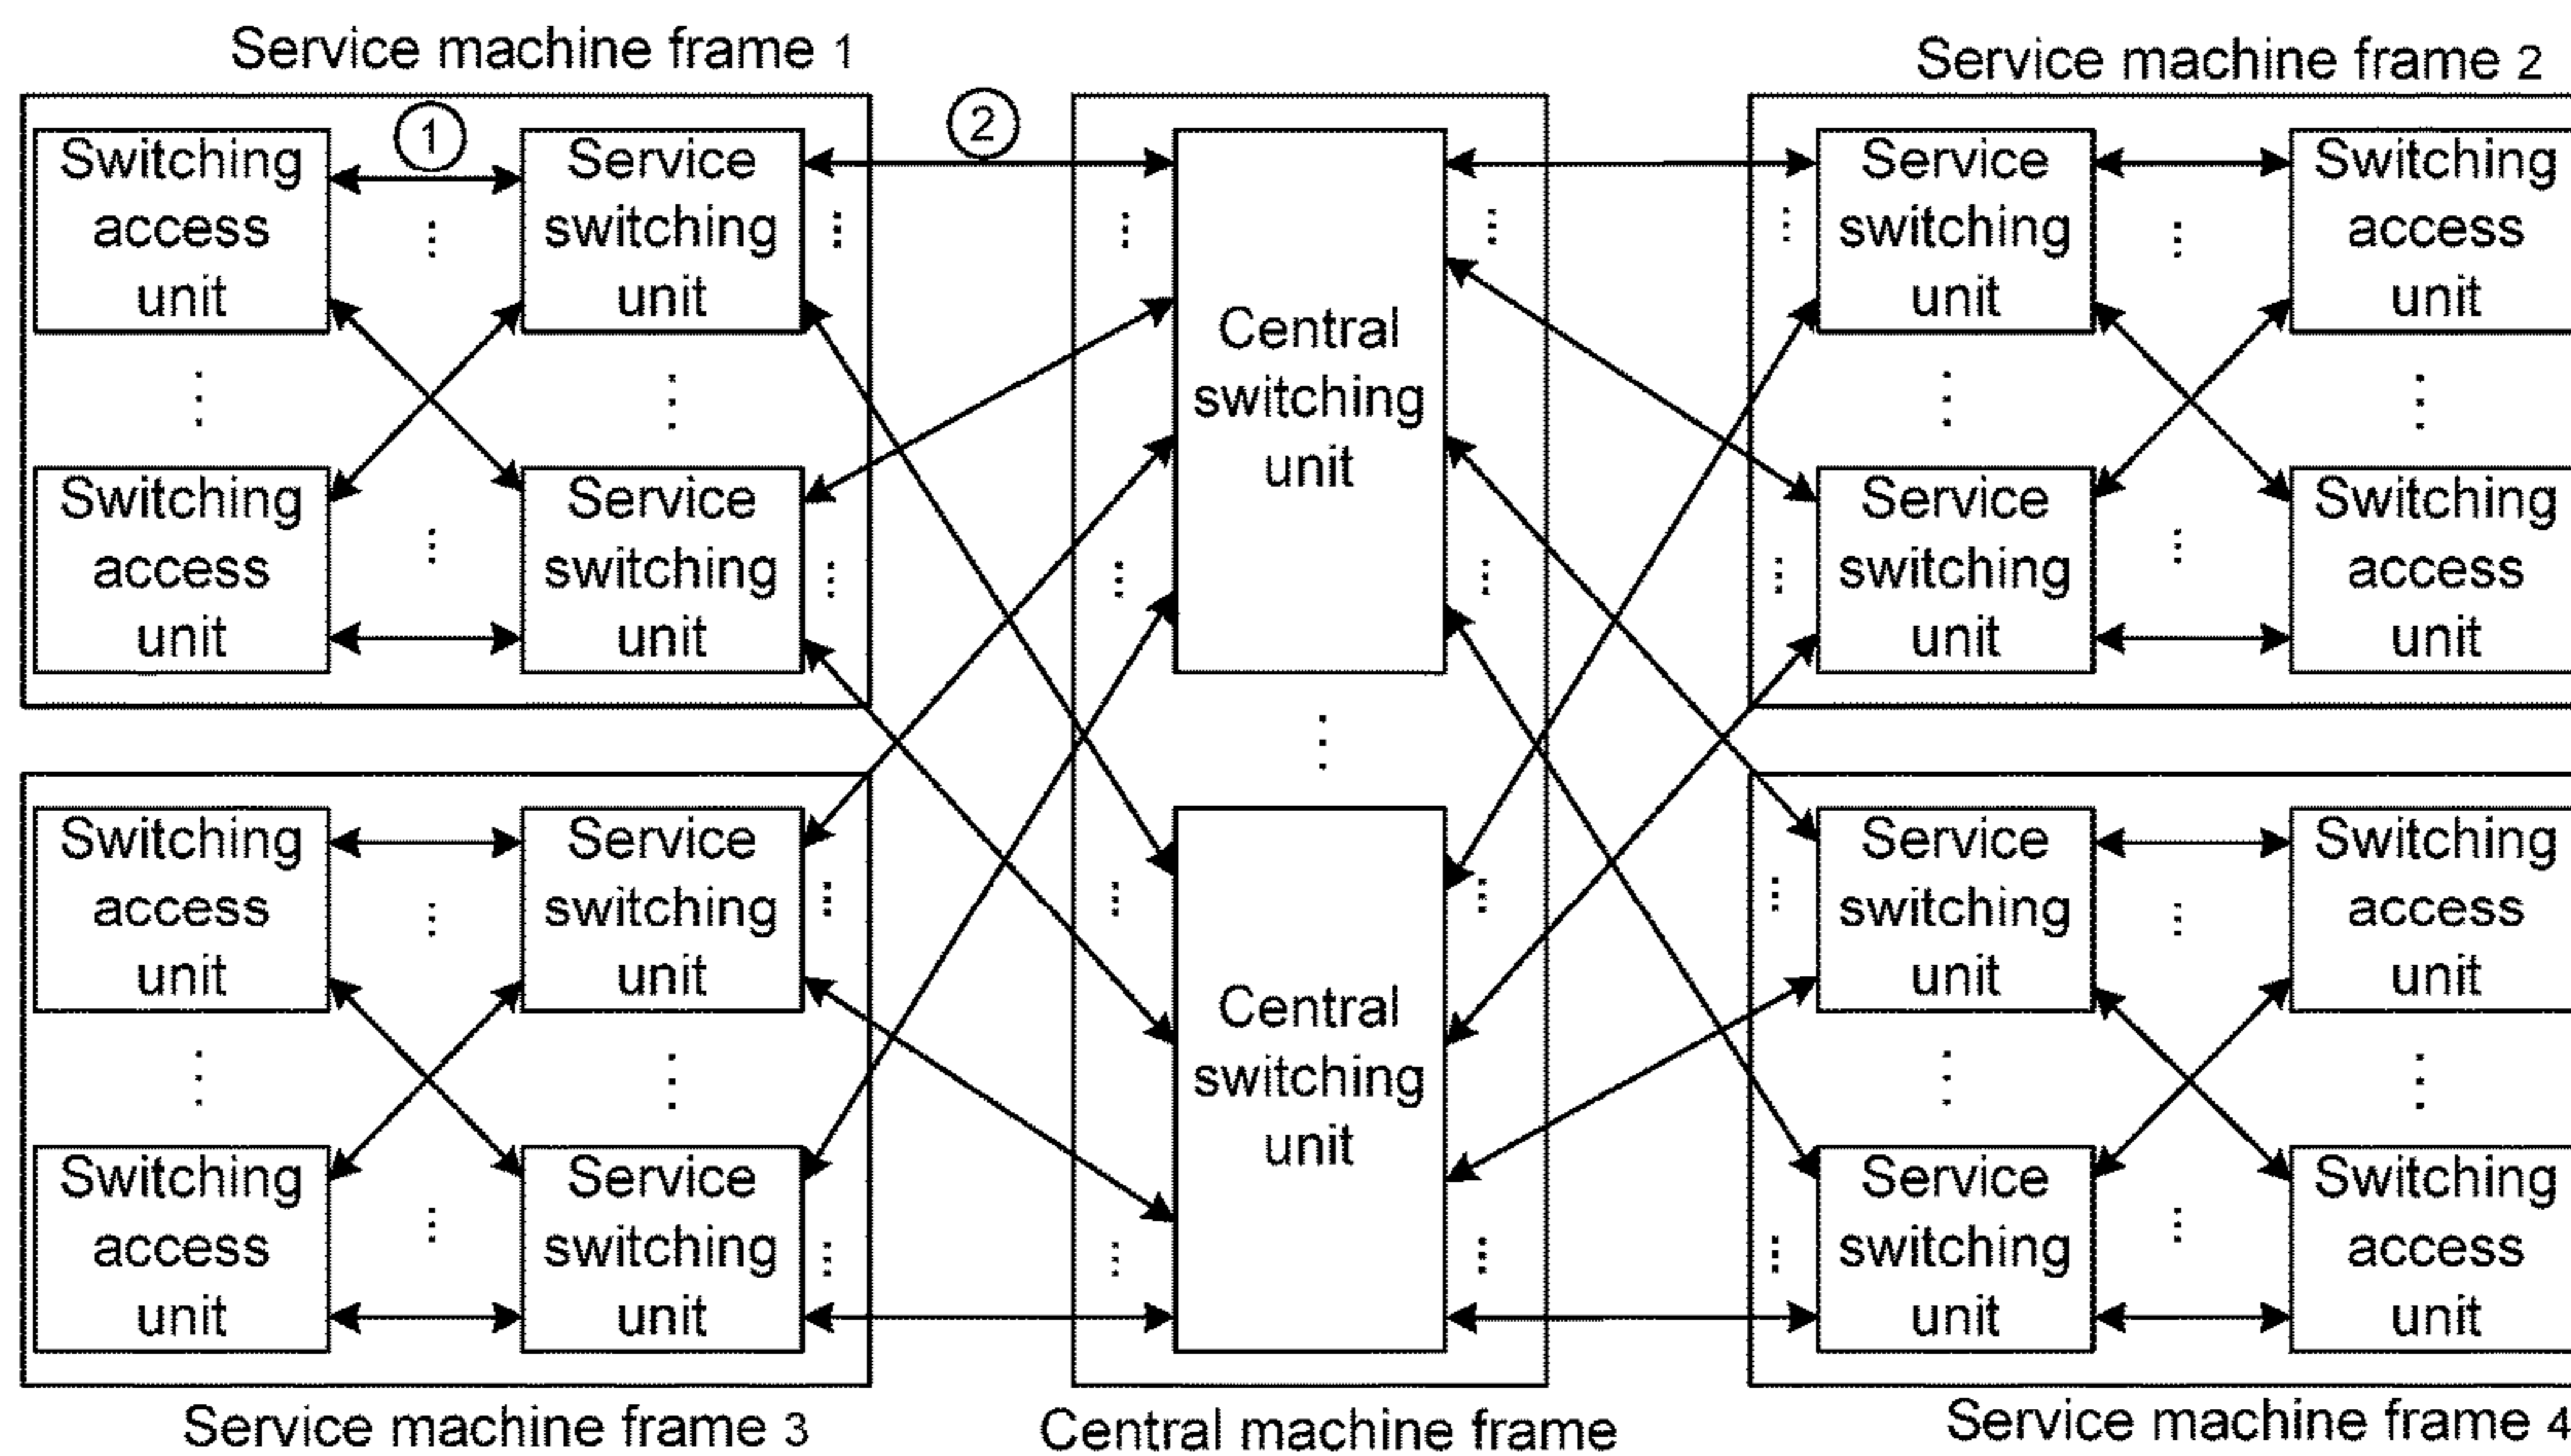 Service machine frame 1
Service machine frame 2
1
2
Switching
access
unit
Service
switching
unit
Central
switching
unit
Service
switching
unit
Switching
access
unit
Switching
access
unit
Service
switching
unit
Service
switching
unit
Switching
access
unit
Switching
access
unit
Service
switching
unit
Central
switching
unit
Service
switching
unit
Switching
access
unit
Switching
access
unit
Service
switching
unit
Service
switching
unit
Switching
access
unit
Service machine frame 3
Central machine frame
Service machine frame 4